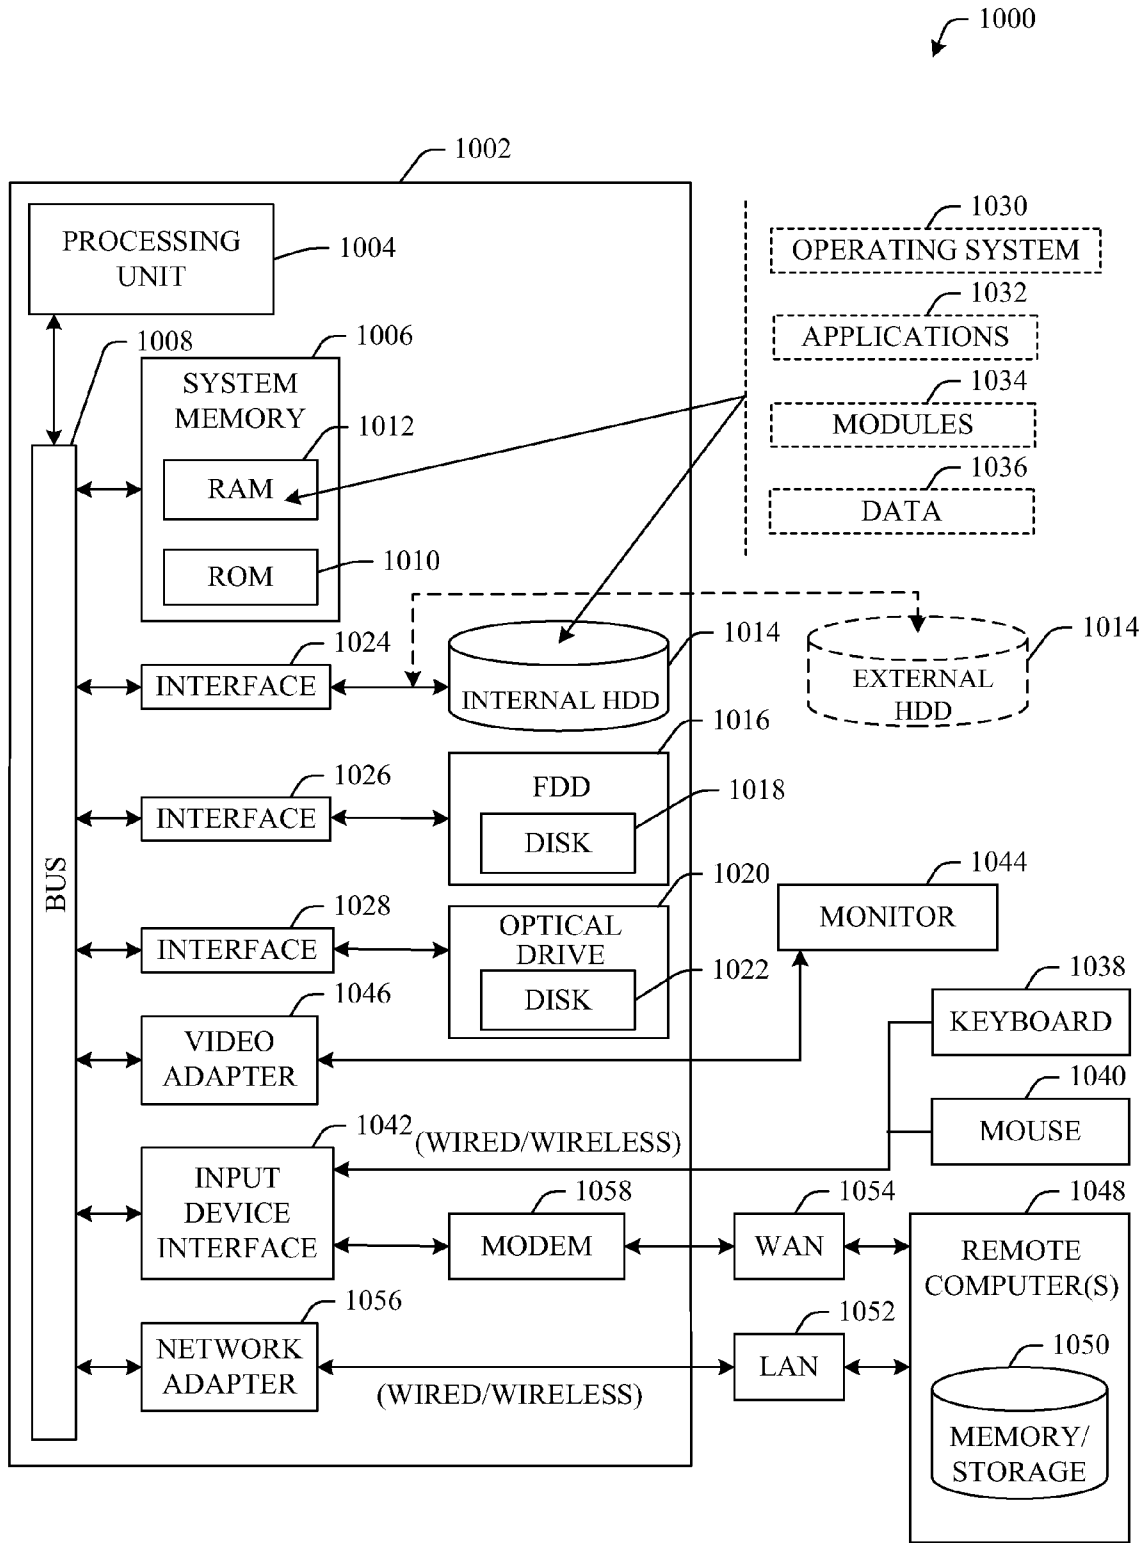 1000
1002
PROCESSING
UNIT
1004
1030
OPERATING SYSTEM
1032
APPLICATIONS
1034
MODULES
1036
DATA
1008
1006
SYSTEM
MEMORY
1012
RAM
1010
ROM
1024
INTERFACE
1014
INTERNAL HDD
1014
EXTERNAL
HDD
1026
INTERFACE
1016
FDD
1018
DISK
BUS
1028
INTERFACE
1020
OPTICAL
DRIVE
1022
DISK
1044
MONITOR
1046
VIDEO
ADAPTER
1038
KEYBOARD
1040
MOUSE
1042
(WIRED/WIRELESS)
INPUT
DEVICE
INTERFACE
1058
MODEM
1054
WAN
1048
REMOTE
COMPUTER(S)
1056
NETWORK
ADAPTER
(WIRED/WIRELESS)
1052
LAN
1050
MEMORY/
STORAGE